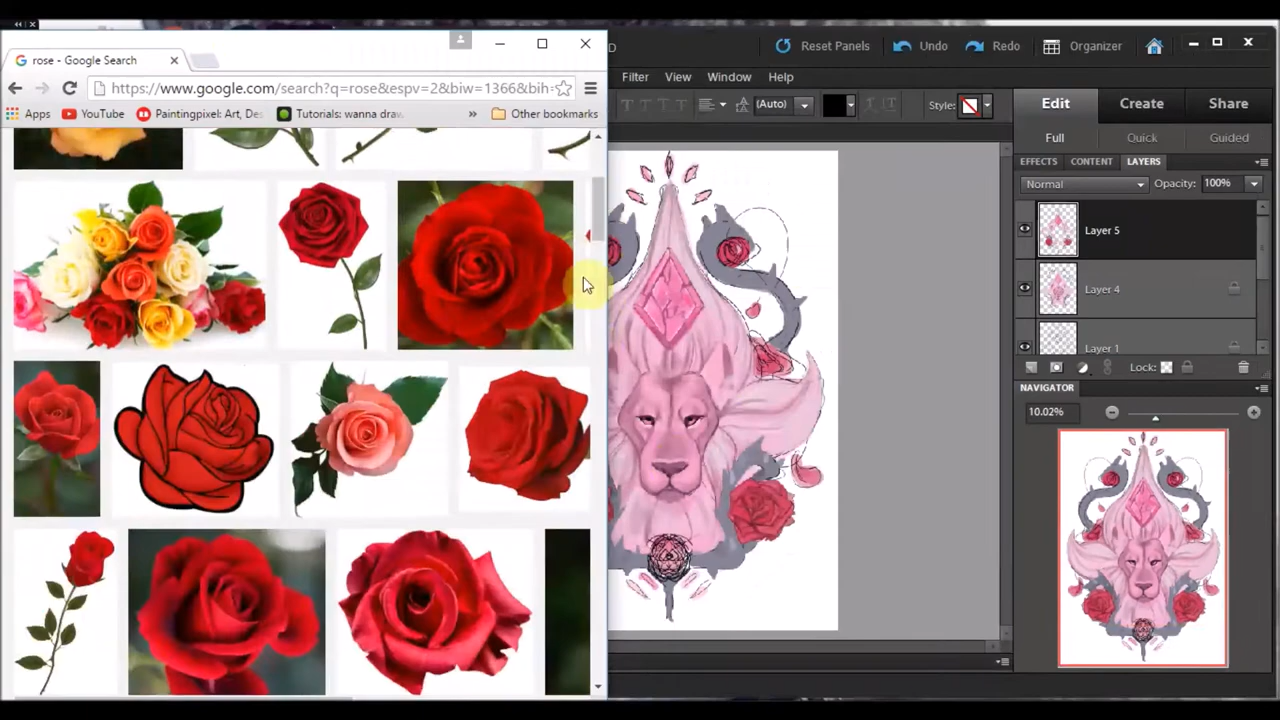 rose - Google Search
https://www.google.com/search?q=rose&espv=2&biw=1366&bih=
Apps YouTube Paintingpixel: Art, Des Tutorials: wanna draw. » Other bookmarks
D Reset Panels Undo Redo Organizer
Filter View Window Help
(Auto) Style:
Edit Create Share
Full Quick Guided
EFFECTS CONTENT LAYERS
Normal Opacity: 100%
Layer 5
Layer 4
Layer 1
Lock:
NAVIGATOR
10.02%